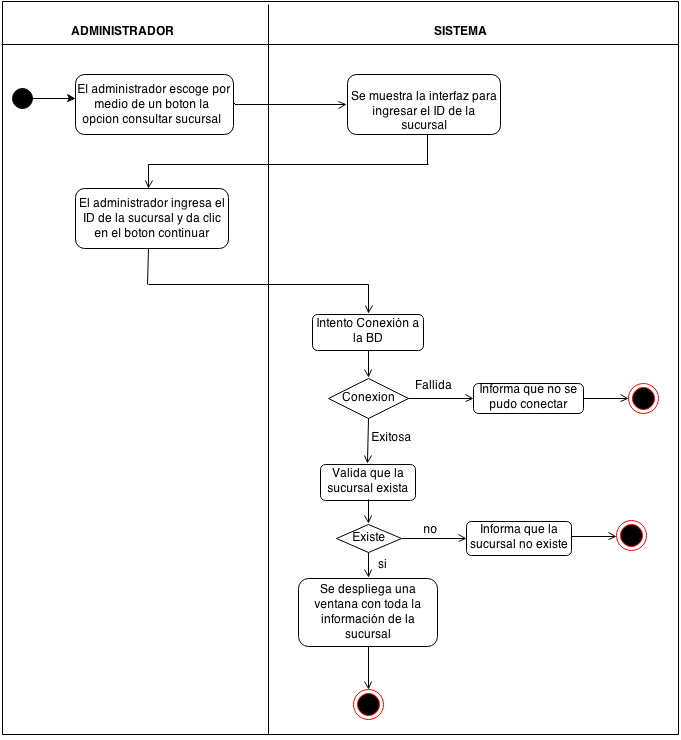 ADMINISTRADOR
SISTEMA
El administrador escoge por
medio de un boton la
opcion consultar sucursal
Se muestra la interfaz para
ingresar el ID de la
sucursal
El administrador ingresa el
ID de la sucursal y da clic
en el boton continuar
Intento Conexión a
la BD
Conexion
Fallida
Informa que no se
pudo conectar
Exitosa
Valida que la
sucursal exista
Existe
no
Informa que la
sucursal no existe
si
Se despliega una
ventana con toda la
información de la
sucursal